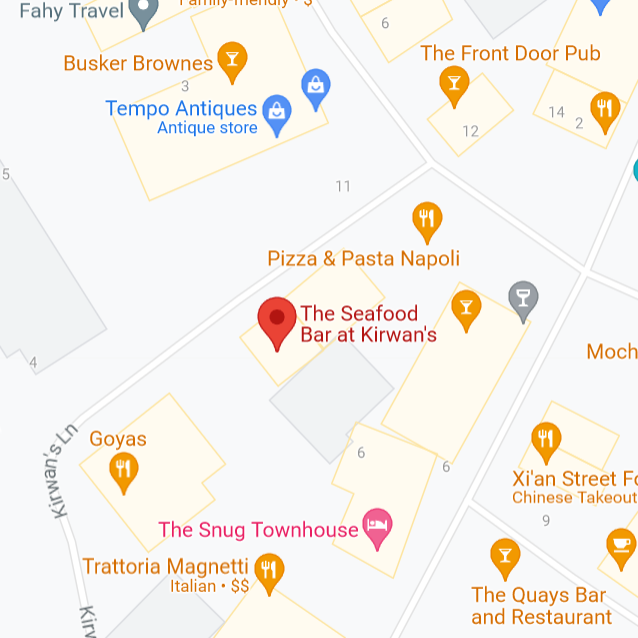 Family-friendly • $
Fahy Travel
6
The Front Door Pub
Busker Brownes
3
Tempo Antiques
Antique store
14
2
12
5
11
Pizza & Pasta Napoli
The Seafood
Bar at Kirwan's
Moch
4
Goyas
Kirwan's Ln
6
6
Xi'an Street Fo
Chinese Takeout
9
The Snug Townhouse
Trattoria Magnetti
Italian • $$
The Quays Bar
and Restaurant
Kirw